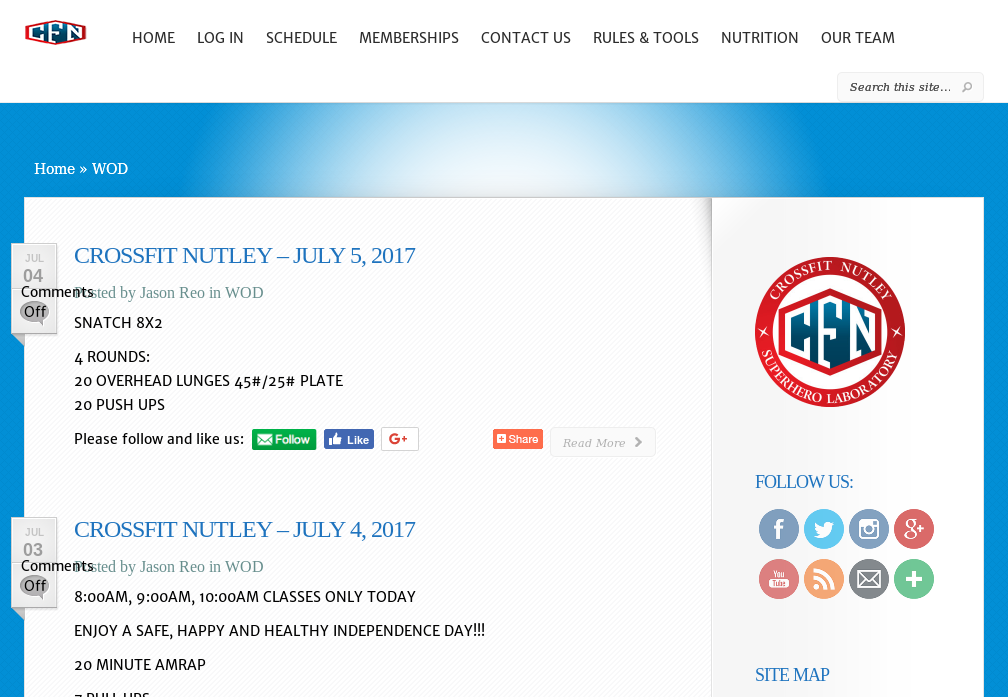 CFN
HOME LOG IN SCHEDULE MEMBERSHIPS CONTACT US RULES & TOOLS NUTRITION OUR TEAM
Search this site...
Home » WOD
JUL
04
Comments
Off
CROSSFIT NUTLEY – JULY 5, 2017
Posted by Jason Reo in WOD
SNATCH 8X2
4 ROUNDS:
20 OVERHEAD LUNGES 45#/25# PLATE
20 PUSH UPS
Please follow and like us: Follow Like G+ Share Read More
JUL
03
Comments
Off
CROSSFIT NUTLEY – JULY 4, 2017
Posted by Jason Reo in WOD
8:00AM, 9:00AM, 10:00AM CLASSES ONLY TODAY
ENJOY A SAFE, HAPPY AND HEALTHY INDEPENDENCE DAY!!!
20 MINUTE AMRAP
7 PULL UPS
CROSSFIT NUTLEY
CFN
SUPERHERO LABORATORY
FOLLOW US:
f g+
You Tube
SITE MAP